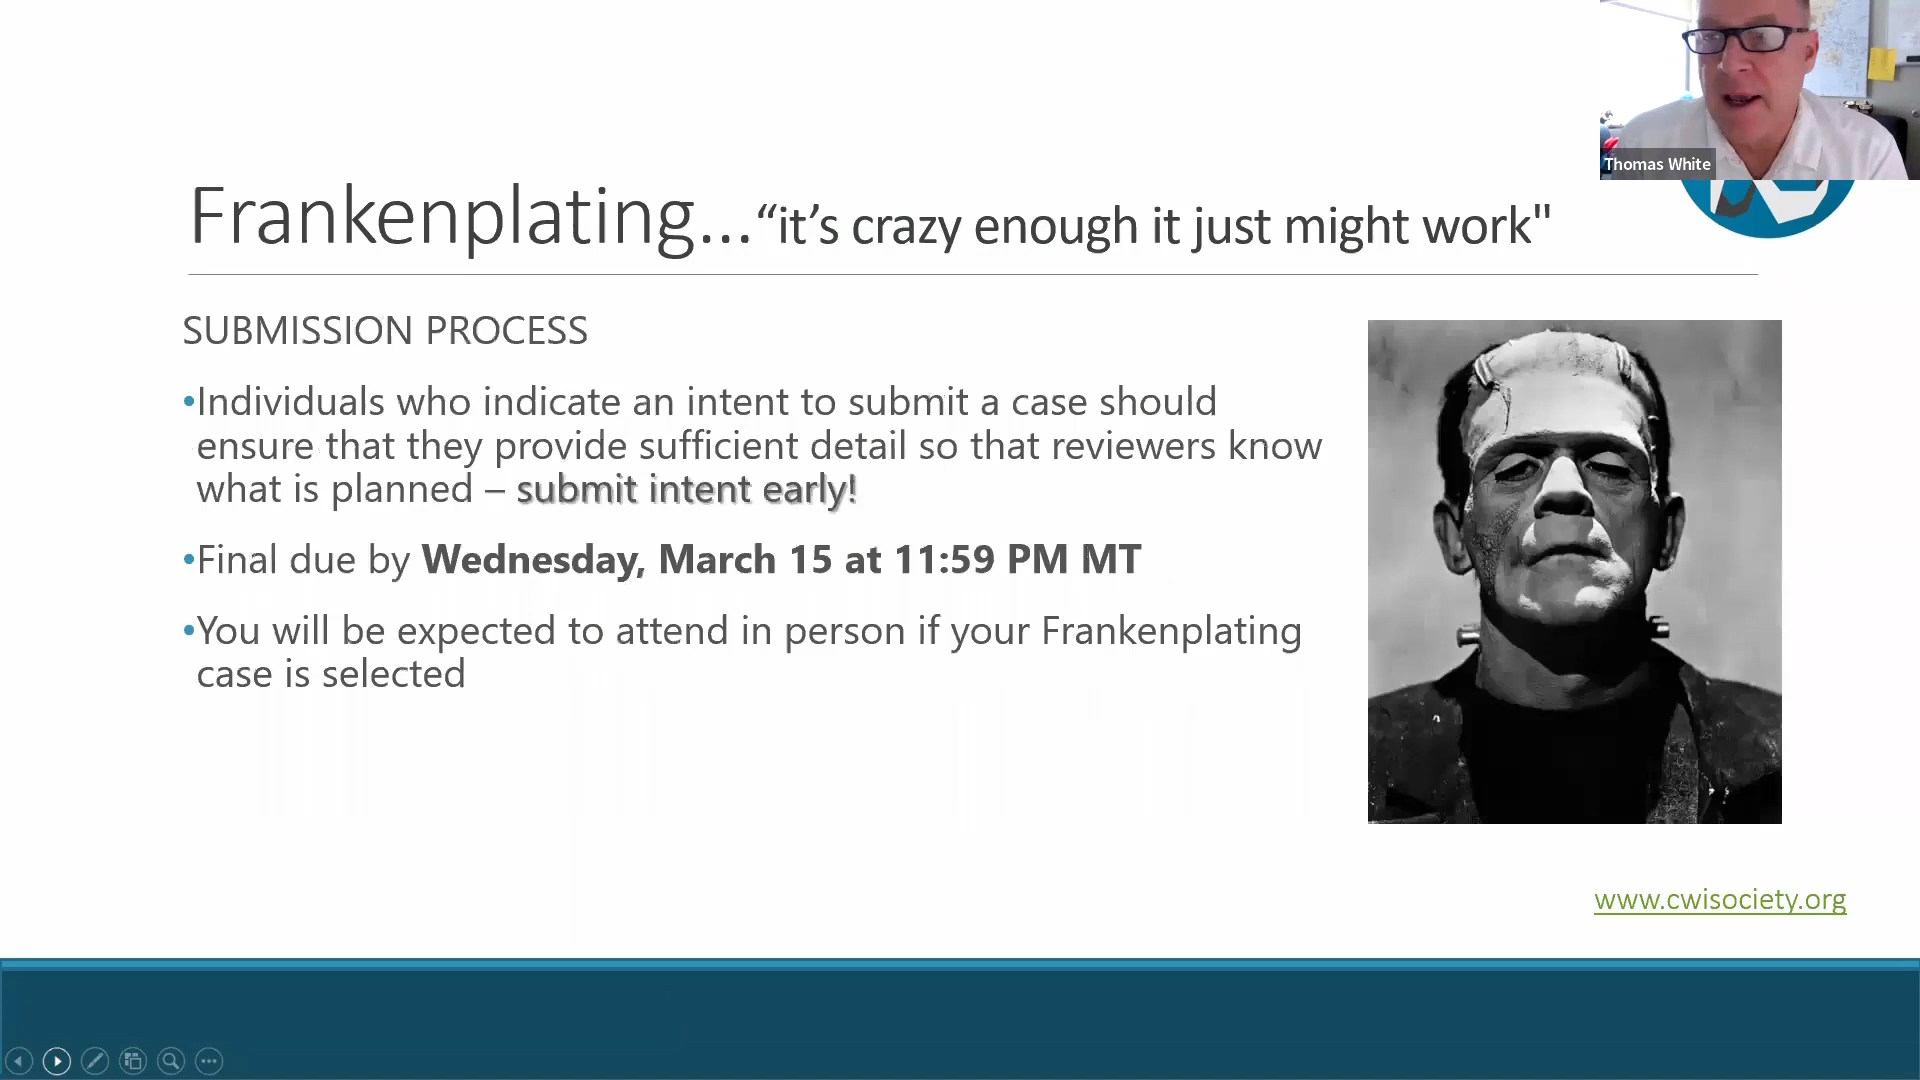 Thomas White
Frankenplating...“it’s crazy enough it just might work"
SUBMISSION PROCESS
•Individuals who indicate an intent to submit a case should
ensure that they provide sufficient detail so that reviewers know
what is planned – submit intent early!
•Final due by Wednesday, March 15 at 11:59 PM MT
•You will be expected to attend in person if your Frankenplating
case is selected
www.cwisociety.org